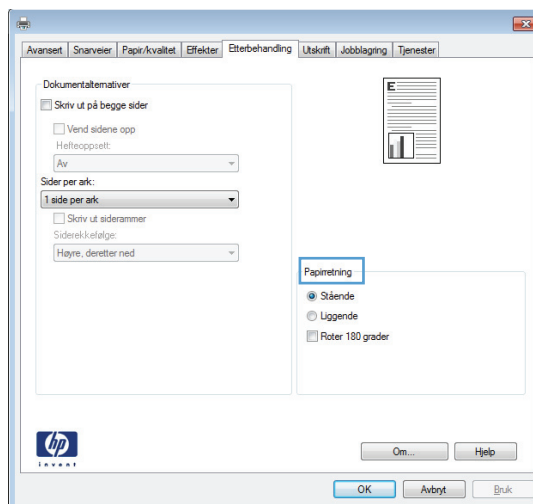 Avansert Snarveier Papir/kvalitet Effekter Etterbehandling Utskrift Jobblagring Tjenester
Dokumentalternativer
Skriv ut på begge sider
Vend sidene opp
Hefteoppsett:
Av
Sider per ark:
1 side per ark
Skriv ut siderammer
Siderekkefølge:
Høyre, deretter ned
E
Papirretning
Stående
Liggende
Roter 180 grader
hp
invent
Om... Hjelp
OK Avbryt Bruk